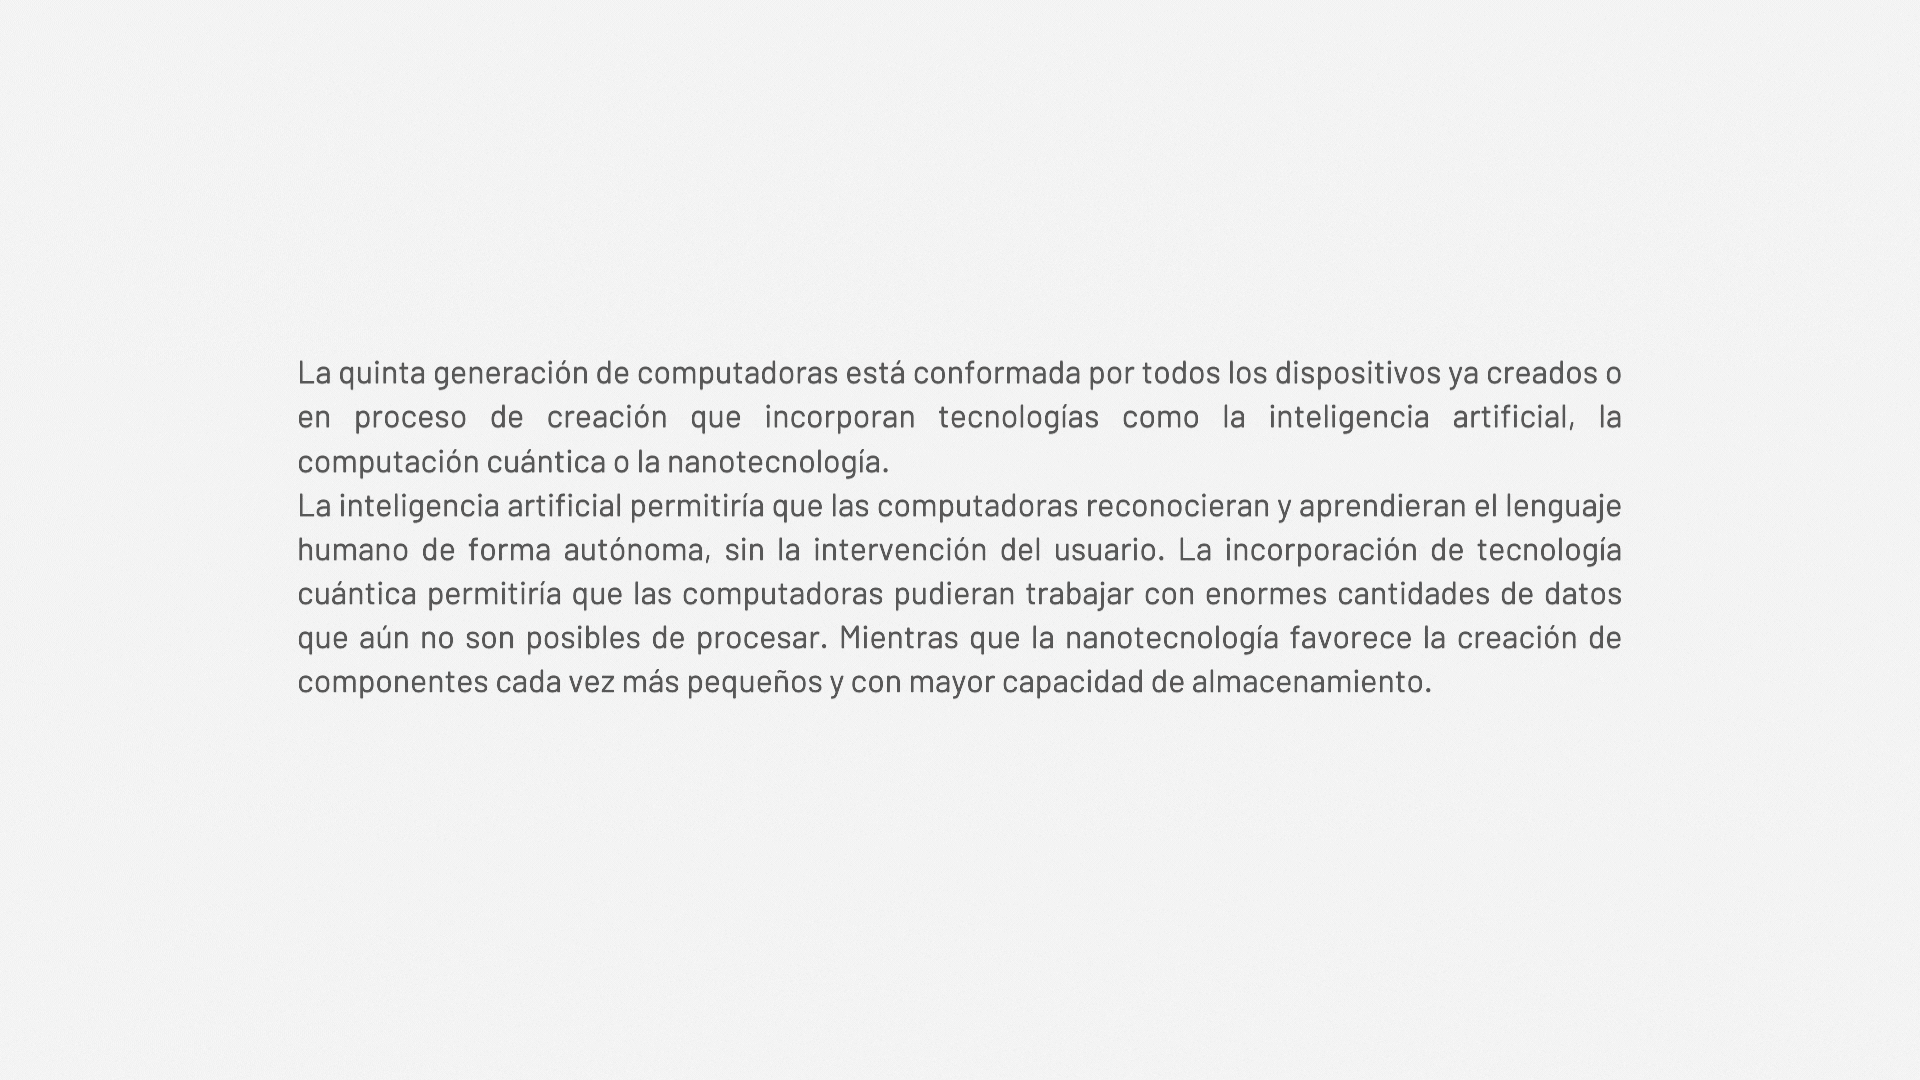 La quinta generación de computadoras está conformada por todos los dispositivos ya creados o
en proceso de creación que incorporan tecnologías como la inteligencia artificial, la
computación cuántica o la nanotecnología.
La inteligencia artificial permitiría que las computadoras reconocieran y aprendieran el lenguaje
humano de forma autónoma, sin la intervención del usuario. La incorporación de tecnología
cuántica permitiría que las computadoras pudieran trabajar con enormes cantidades de datos
que aún no son posibles de procesar. Mientras que la nanotecnología favorece la creación de
componentes cada vez más pequeños y con mayor capacidad de almacenamiento.